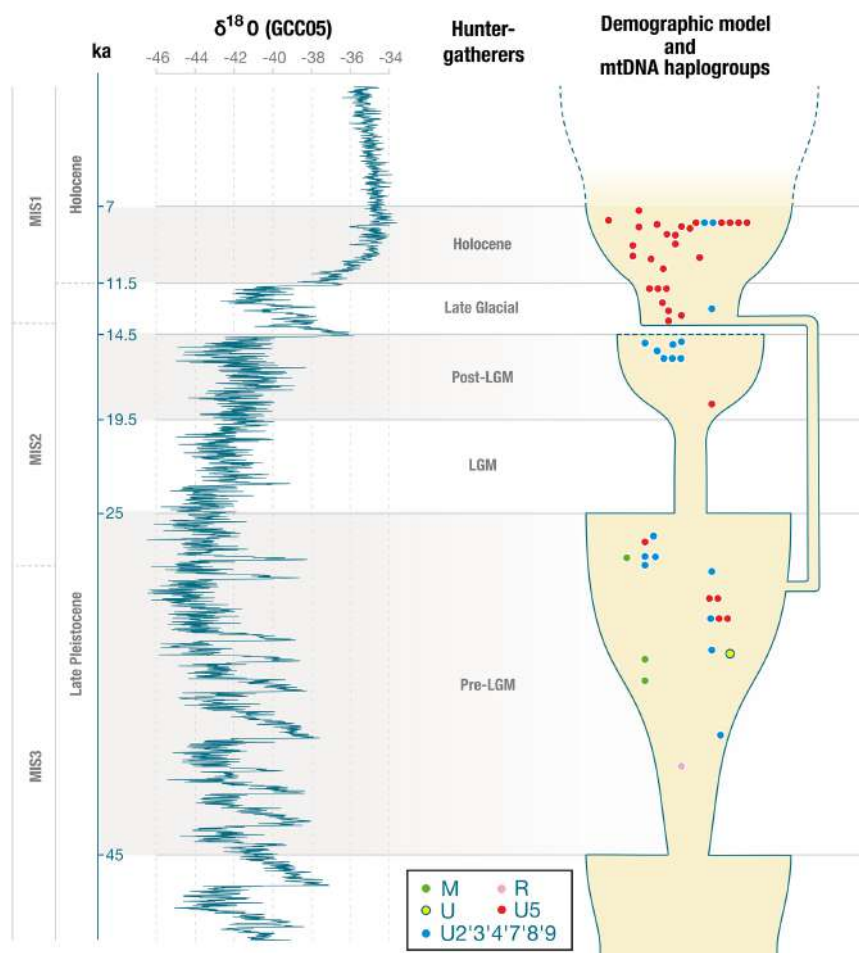 δ18 O (GCC05)
Hunter-
gatherers
Demographic model
and
mtDNA haplogroups
ka
-46 -44 -42 -40 -38 -36 -34
MIS1
Holocene
7
Holocene
11.5
Late Glacial
14.5
Post-LGM
19.5
MIS2
LGM
25
Late Pleistocene
Pre-LGM
MIS3
45
M
R
U
U5
U2'3'4'7'8'9